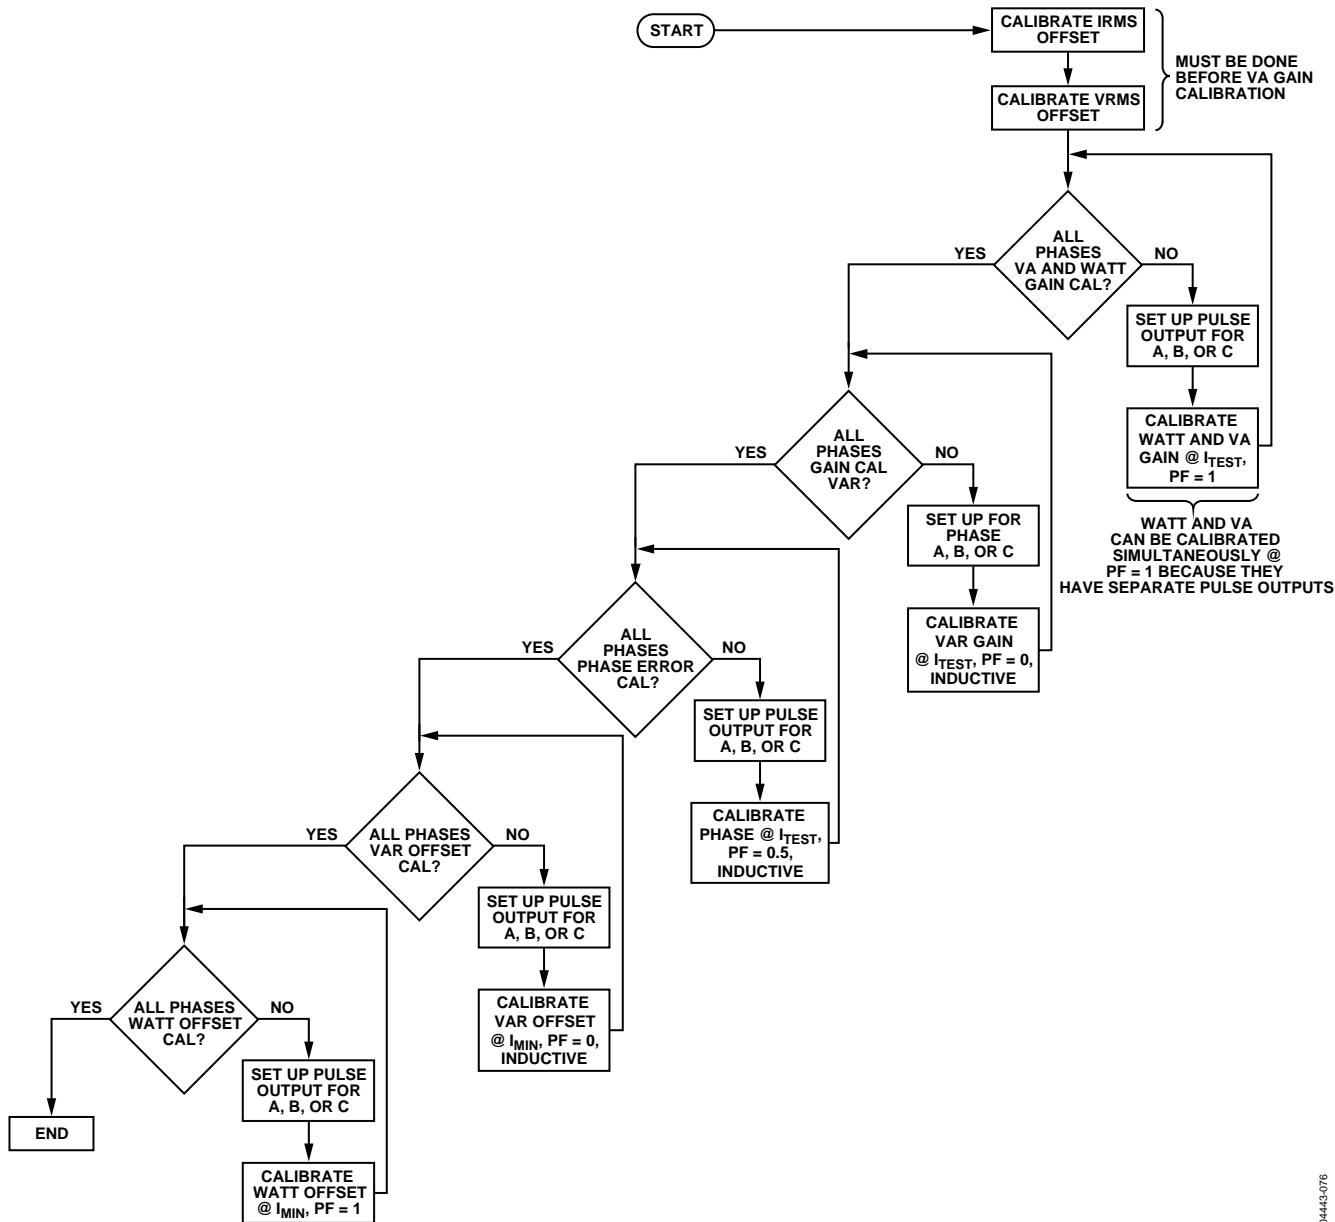 START
CALIBRATE IRMS
OFFSET
MUST BE DONE
BEFORE VA GAIN
CALIBRATION
CALIBRATE VRMS
OFFSET
ALL
PHASES
VA AND WATT
GAIN CAL?
YES
NO
SET UP PULSE
OUTPUT FOR
A, B, OR C
CALIBRATE
WATT AND VA
GAIN @ ITEST,
PF = 1
WATT AND VA
CAN BE CALIBRATED
SIMULTANEOUSLY @
PF = 1 BECAUSE THEY
HAVE SEPARATE PULSE OUTPUTS
ALL
PHASES
GAIN CAL
VAR?
YES
NO
SET UP FOR
PHASE
A, B, OR C
CALIBRATE
VAR GAIN
@ ITEST, PF = 0,
INDUCTIVE
ALL
PHASES
PHASE ERROR
CAL?
YES
NO
SET UP PULSE
OUTPUT FOR
A, B, OR C
CALIBRATE
PHASE @ ITEST,
PF = 0.5,
INDUCTIVE
ALL PHASES
VAR OFFSET
CAL?
YES
NO
SET UP PULSE
OUTPUT FOR
A, B, OR C
CALIBRATE
VAR OFFSET
@ IMIN, PF = 0,
INDUCTIVE
ALL PHASES
WATT OFFSET
CAL?
YES
NO
SET UP PULSE
OUTPUT FOR
A, B, OR C
CALIBRATE
WATT OFFSET
@ IMIN, PF = 1
END
04443-076